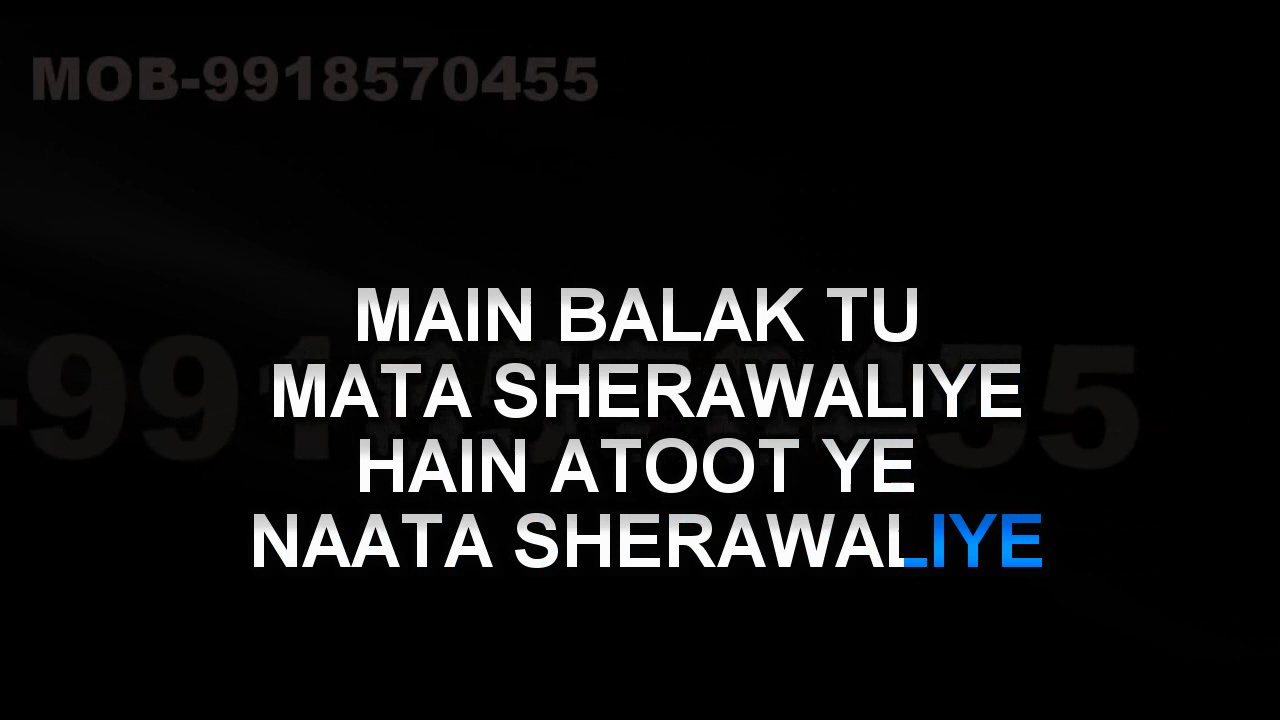 MOB-9918570455
MAIN BALAK TU
MATA SHERAWALIYE
HAIN ATOOT YE
NAATA SHERAWALIYE